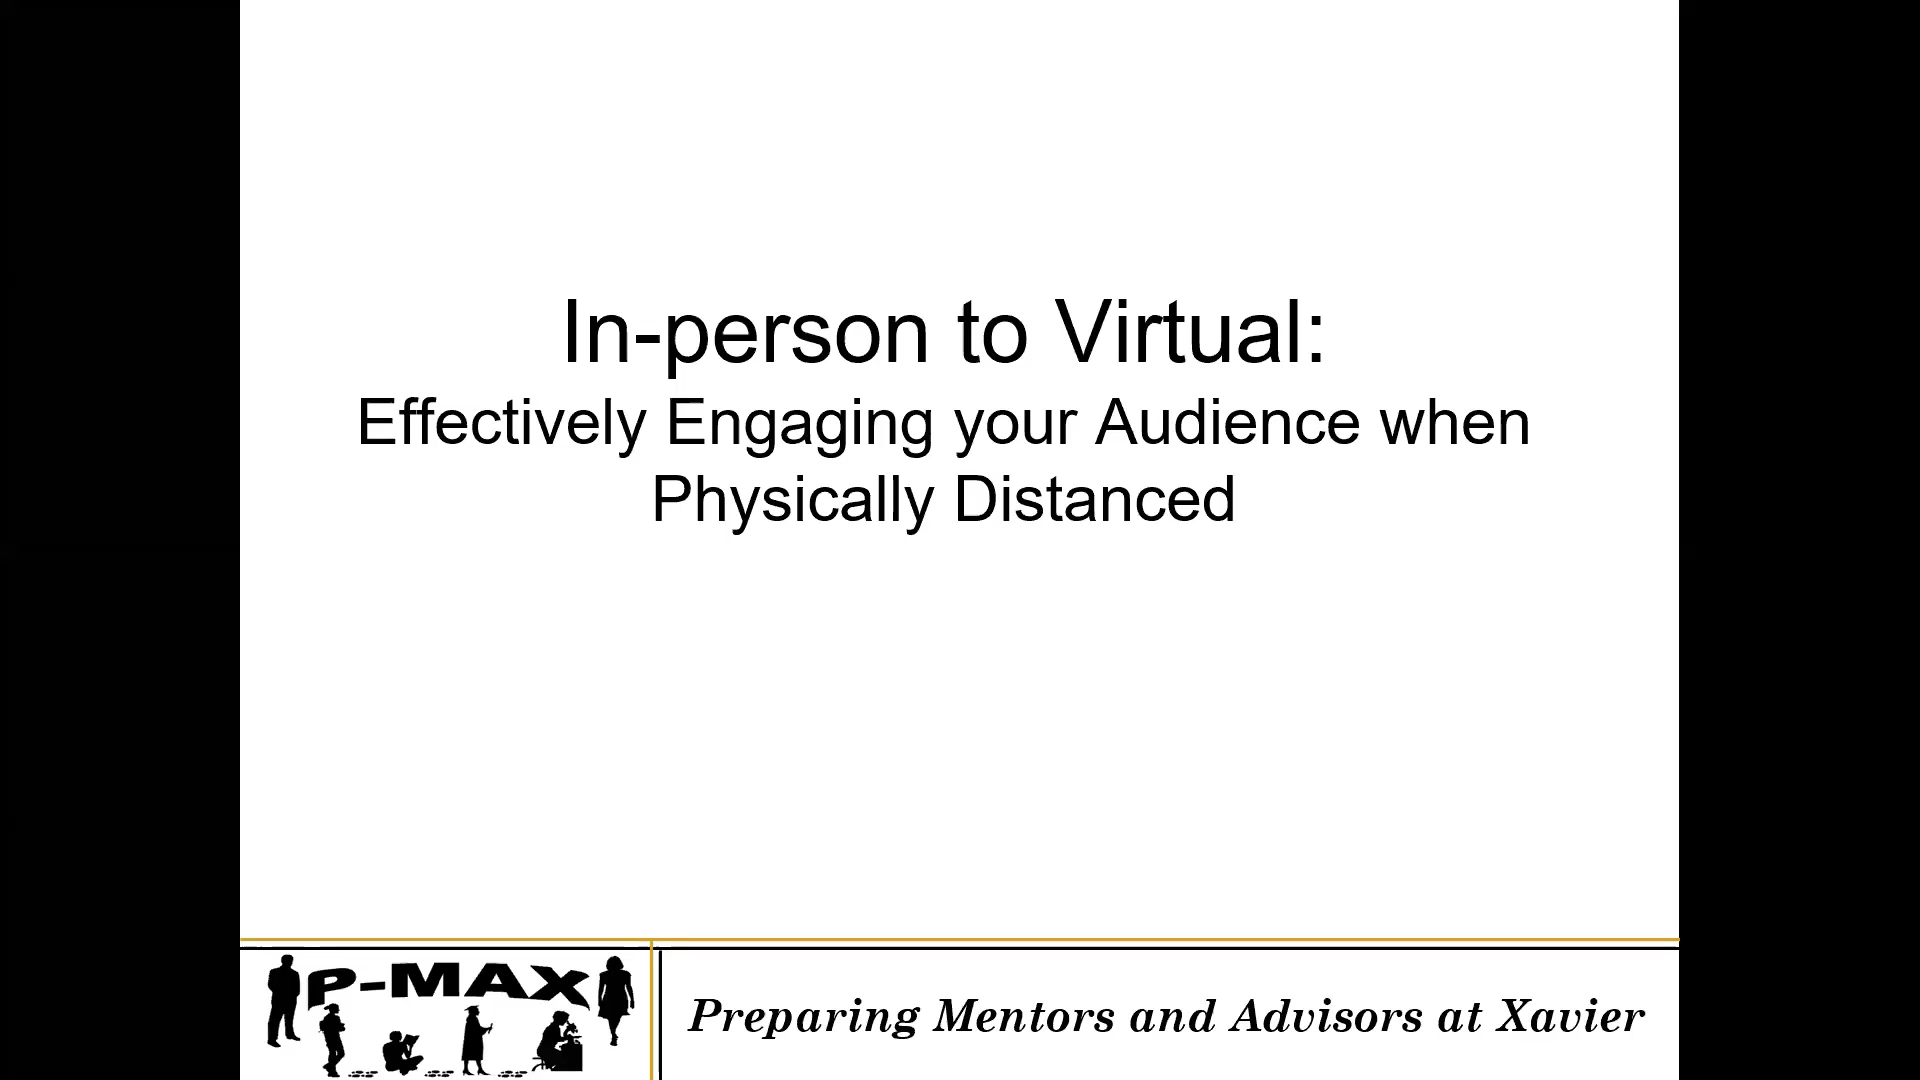 In-person to Virtual:
Effectively Engaging your Audience when
Physically Distanced
P-MAX
Preparing Mentors and Advisors at Xavier